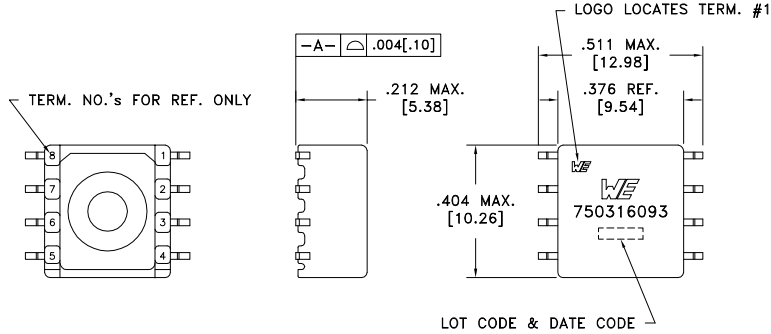 LOGO LOCATES TERM. #1
-A- ⌓ .004[.10]
.511 MAX.
[12.98]
.212 MAX.
[5.38]
.376 REF.
[9.54]
TERM. NO.'s FOR REF. ONLY
8 1
7 2
6 3
5 4
.404 MAX.
[10.26]
WE
WE
750316093
LOT CODE & DATE CODE